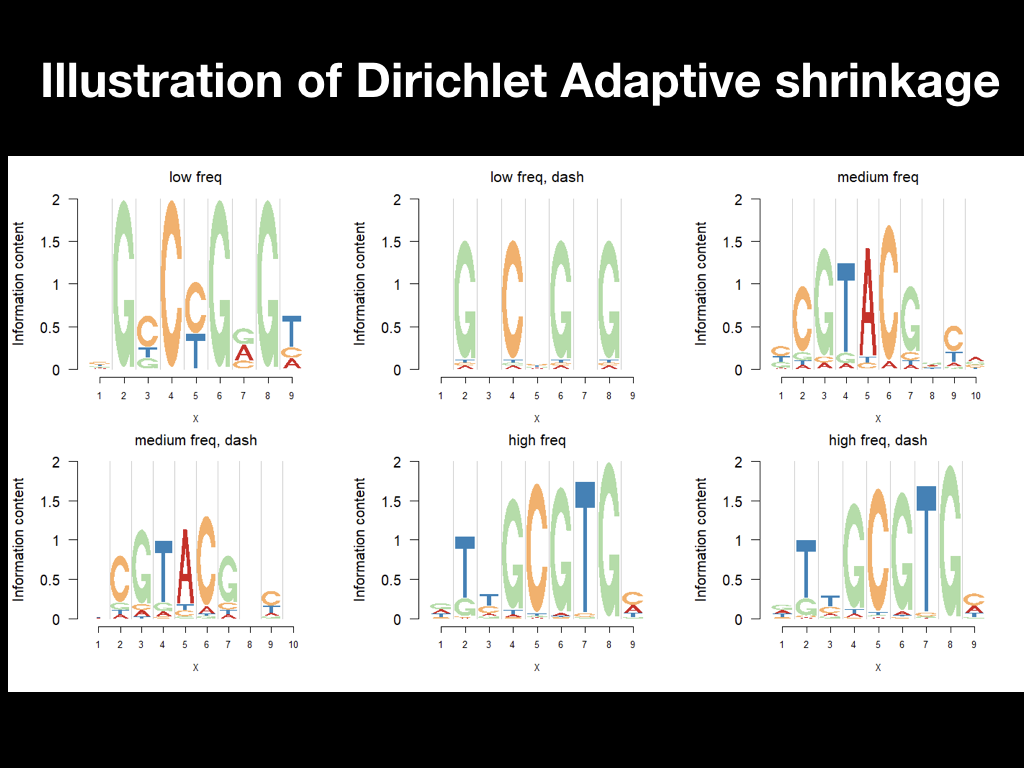 Illustration of Dirichlet Adaptive shrinkage
low freq
low freq, dash
medium freq
Information content
2
1.5
1
0.5
0
1 2 3 4 5 6 7 8 9
X
Information content
2
1.5
1
0.5
0
1 2 3 4 5 6 7 8 9
X
Information content
2
1.5
1
0.5
0
1 2 3 4 5 6 7 8 9 10
X
medium freq, dash
high freq
high freq, dash
Information content
2
1.5
1
0.5
0
1 2 3 4 5 6 7 8 9 10
X
Information content
2
1.5
1
0.5
0
1 2 3 4 5 6 7 8 9
X
Information content
2
1.5
1
0.5
0
1 2 3 4 5 6 7 8 9
X